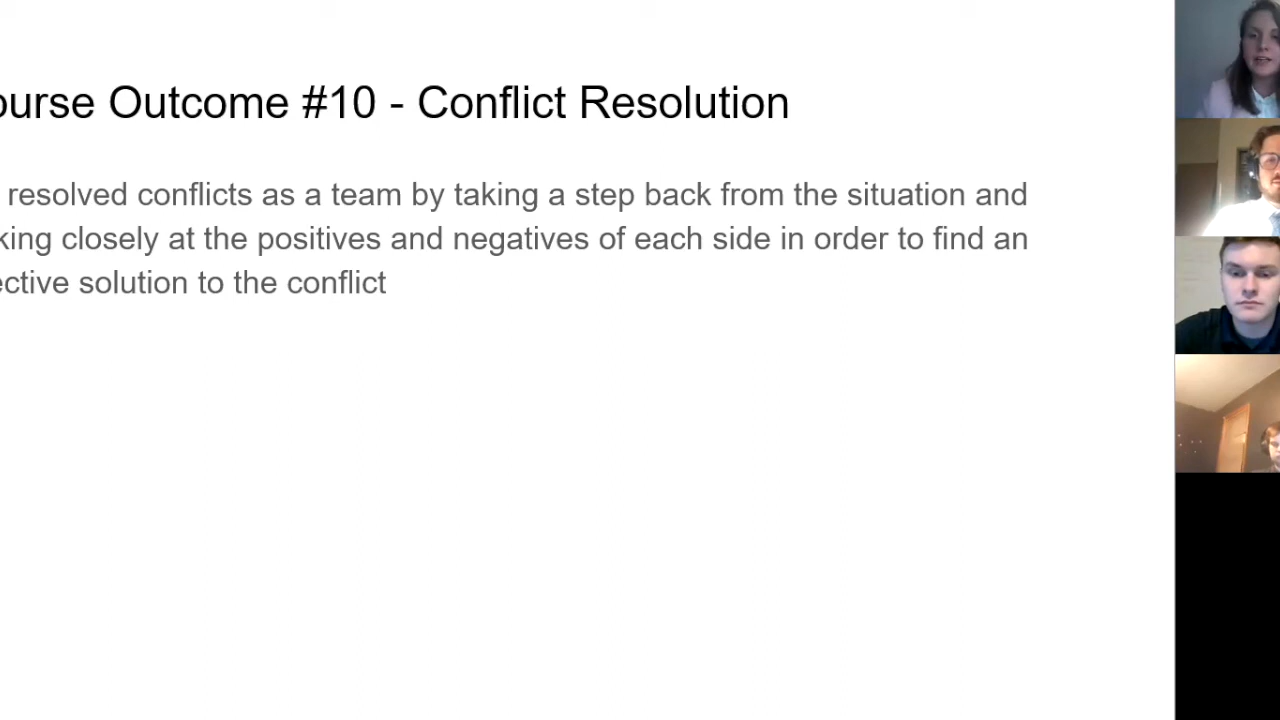 ourse Outcome #10 - Conflict Resolution
resolved conflicts as a team by taking a step back from the situation and
king closely at the positives and negatives of each side in order to find an
ective solution to the conflict